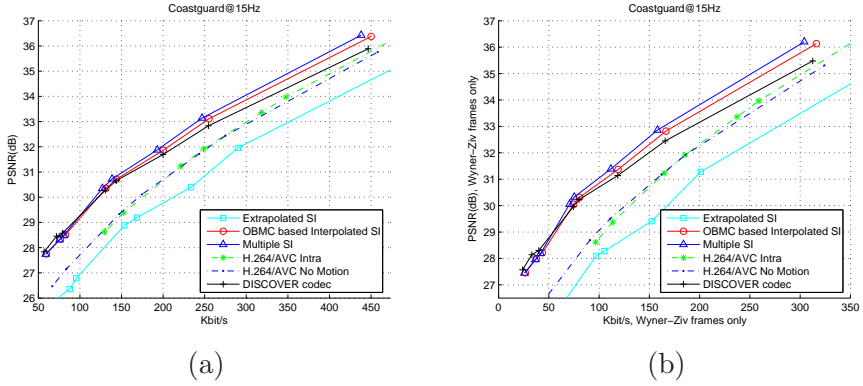 Coastguard@15Hz
PSNR(dB)
37
36
35
34
33
32
31
30
29
28
27
26
Extrapolated SI
OBMC based Interpolated SI
Multiple SI
H.264/AVC Intra
H.264/AVC No Motion
DISCOVER codec
50 100 150 200 250 300 350 400 450
Kbit/s
(a)
Coastguard@15Hz
PSNR(dB), Wyner-Ziv frames only
37
36
35
34
33
32
31
30
29
28
27
Extrapolated SI
OBMC based Interpolated SI
Multiple SI
H.264/AVC Intra
H.264/AVC No Motion
DISCOVER codec
0 50 100 150 200 250 300 350
Kbit/s, Wyner-Ziv frames only
(b)